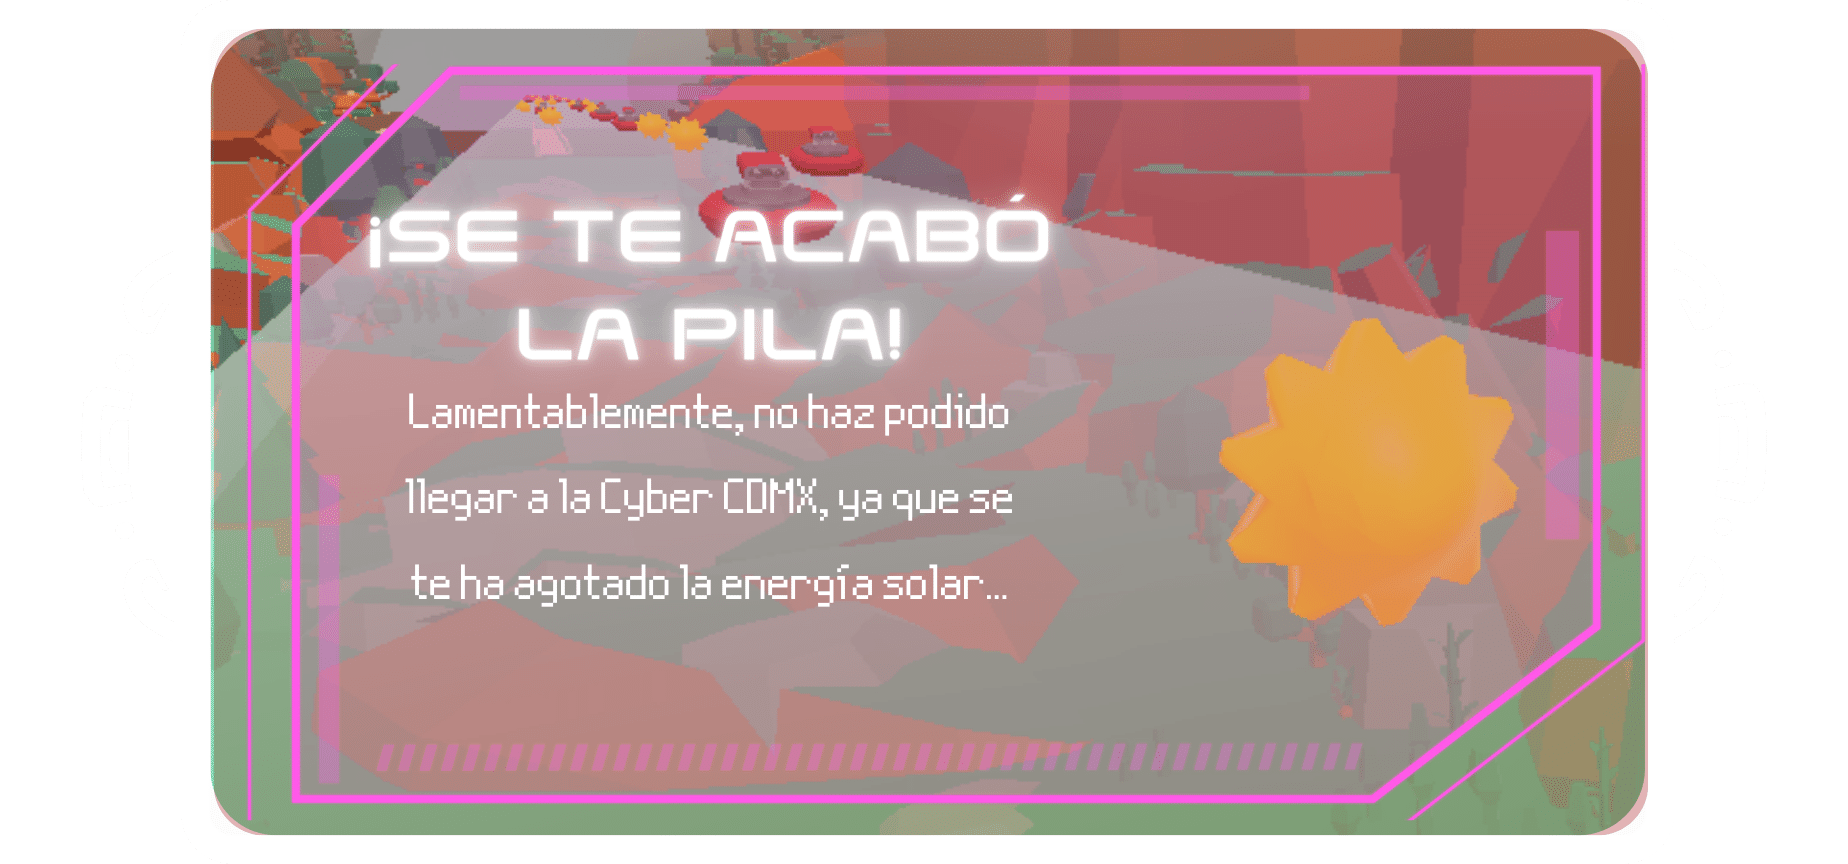 ¡SE TE ACABÓ
LA PILA!
Lamentablemente, no haz podido
llegar a la Cyber CDMX, ya que se
te ha agotado la energía solar...